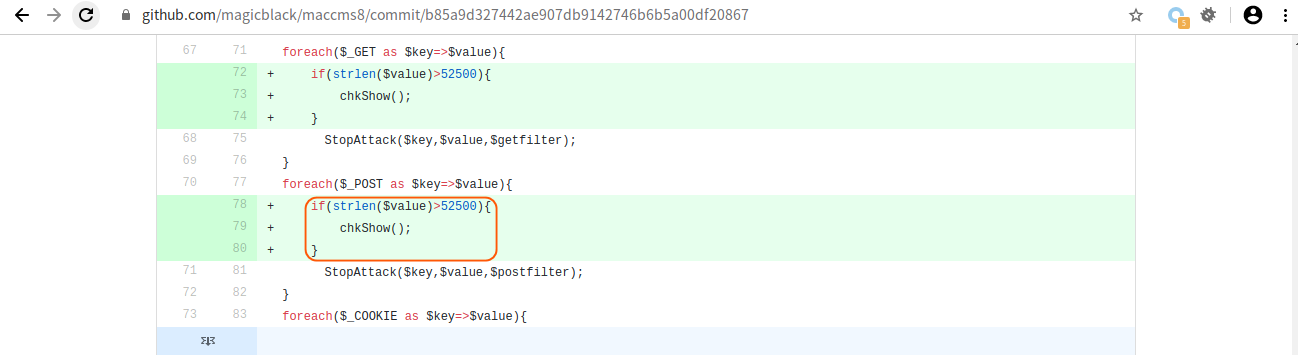 github.com/magicblack/maccms8/commit/b85a9d327442ae907db9142746b6b5a00df20867
5
67 71 foreach($_GET as $key=>$value){
72 + if(strlen($value)>52500){
73 + chkShow();
74 + }
68 75 StopAttack($key,$value,$getfilter);
69 76 }
70 77 foreach($_POST as $key=>$value){
78 + if(strlen($value)>52500){
79 + chkShow();
80 + }
71 81 StopAttack($key,$value,$postfilter);
72 82 }
73 83 foreach($_COOKIE as $key=>$value){